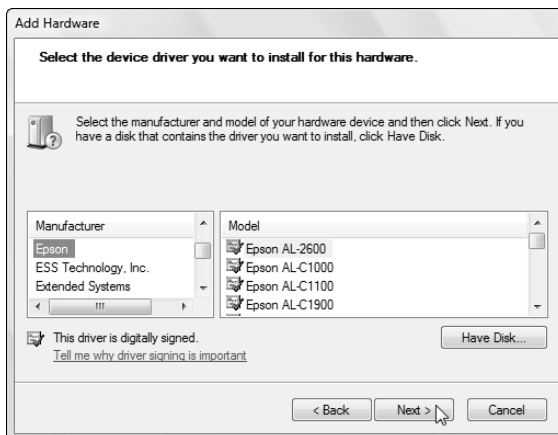 Add Hardware
Select the device driver you want to install for this hardware.
Select the manufacturer and model of your hardware device and then click Next. If you
have a disk that contains the driver you want to install, click Have Disk.
Manufacturer
Epson
ESS Technology, Inc.
Extended Systems
Model
Epson AL-2600
Epson AL-C1000
Epson AL-C1100
Epson AL-C1900
This driver is digitally signed.
Tell me why driver signing is important
Have Disk...
< Back
Next >
Cancel